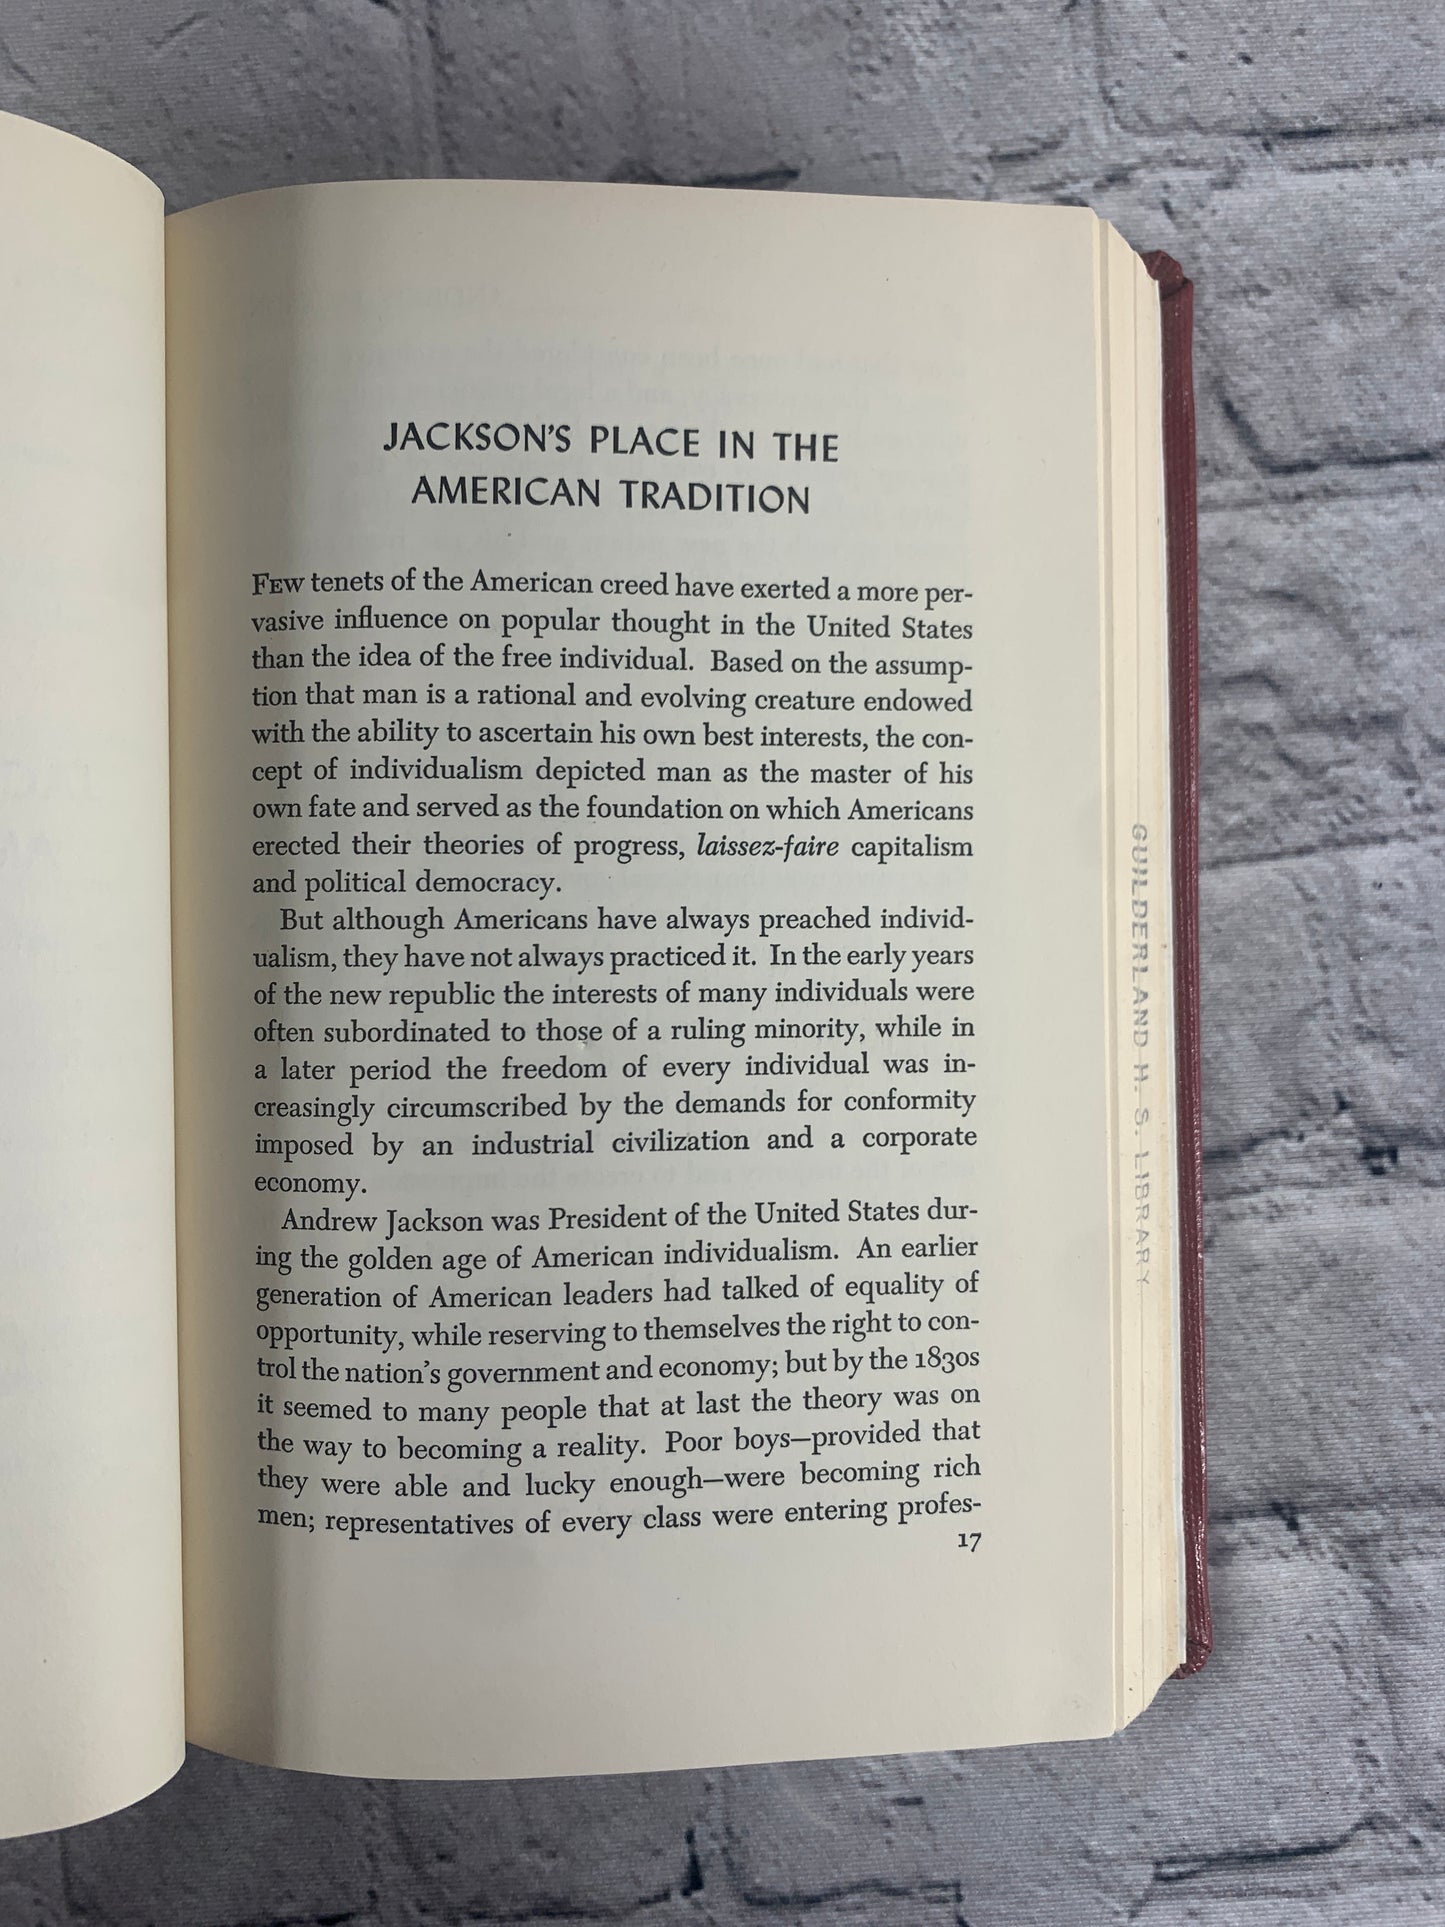 JACKSON'S PLACE IN THE
AMERICAN TRADITION
FEW tenets of the American creed have exerted a more per-
vasive influence on popular thought in the United States
than the idea of the free individual. Based on the assump-
tion that man is a rational and evolving creature endowed
with the ability to ascertain his own best interests, the con-
cept of individualism depicted man as the master of his
own fate and served as the foundation on which Americans
erected their theories of progress, laissez-faire capitalism
and political democracy.
But although Americans have always preached individ-
ualism, they have not always practiced it. In the early years
of the new republic the interests of many individuals were
often subordinated to those of a ruling minority, while in
a later period the freedom of every individual was in-
creasingly circumscribed by the demands for conformity
imposed by an industrial civilization and a corporate
economy.
Andrew Jackson was President of the United States dur-
ing the golden age of American individualism. An earlier
generation of American leaders had talked of equality of
opportunity, while reserving to themselves the right to con-
trol the nation's government and economy; but by the 1830s
it seemed to many people that at last the theory was on
the way to becoming a reality. Poor boys—provided that
they were able and lucky enough—were becoming rich
men; representatives of every class were entering profes-
17
GUILDERLAND H. S. LIBRARY